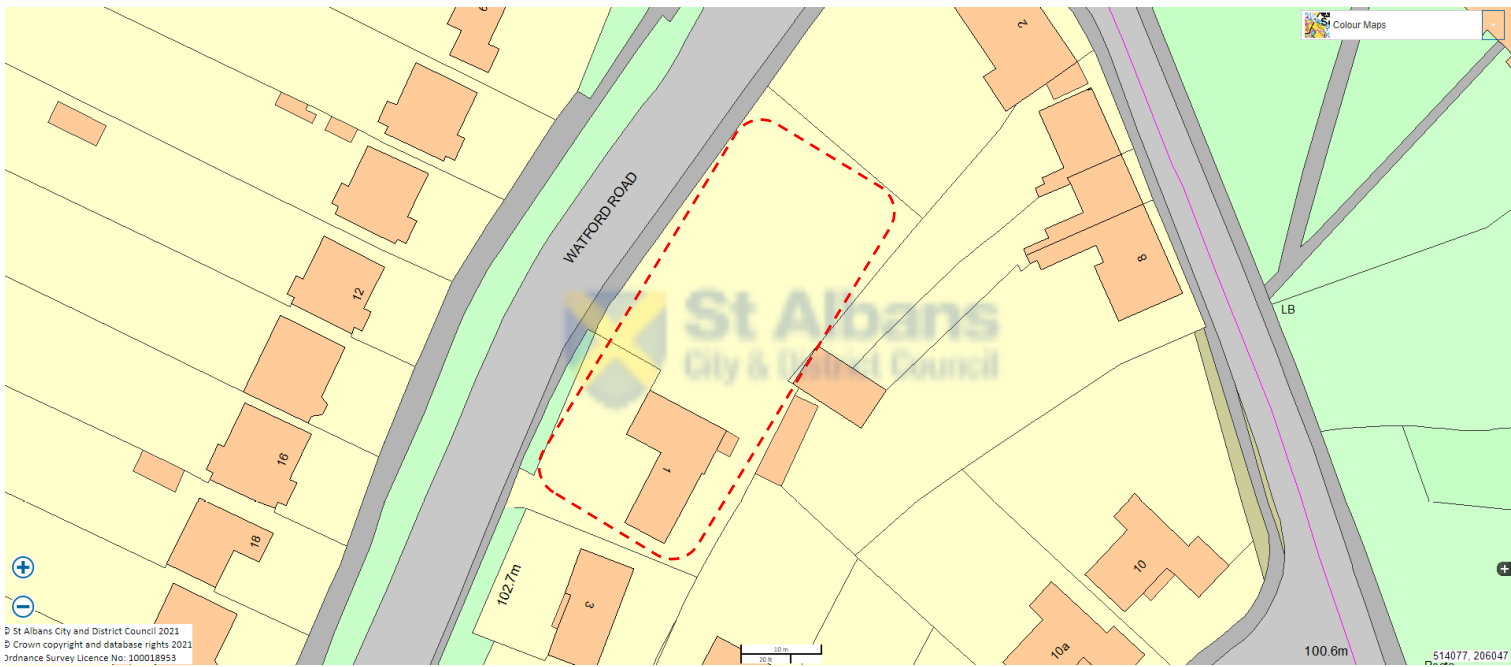 Colour Maps
2
WATFORD ROAD
12
8
LB
St Albans
City & District Council
16
1
18
102.7m
3
10
10a
100.6m
© St Albans City and District Council 2021
© Crown copyright and database rights 2021
Ordnance Survey Licence No: 100018953
10 m
20 ft
514077, 206047